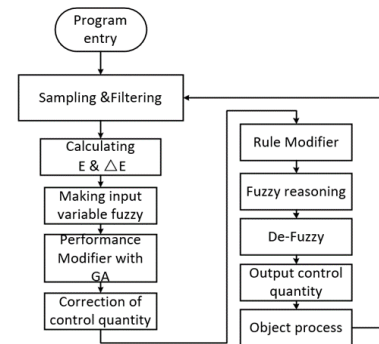 Program
entry
Sampling &Filtering
Calculating
E & △E
Making input
variable fuzzy
Performance
Modifier with
GA
Correction of
control quantity
Rule Modifier
Fuzzy reasoning
De-Fuzzy
Output control
quantity
Object process